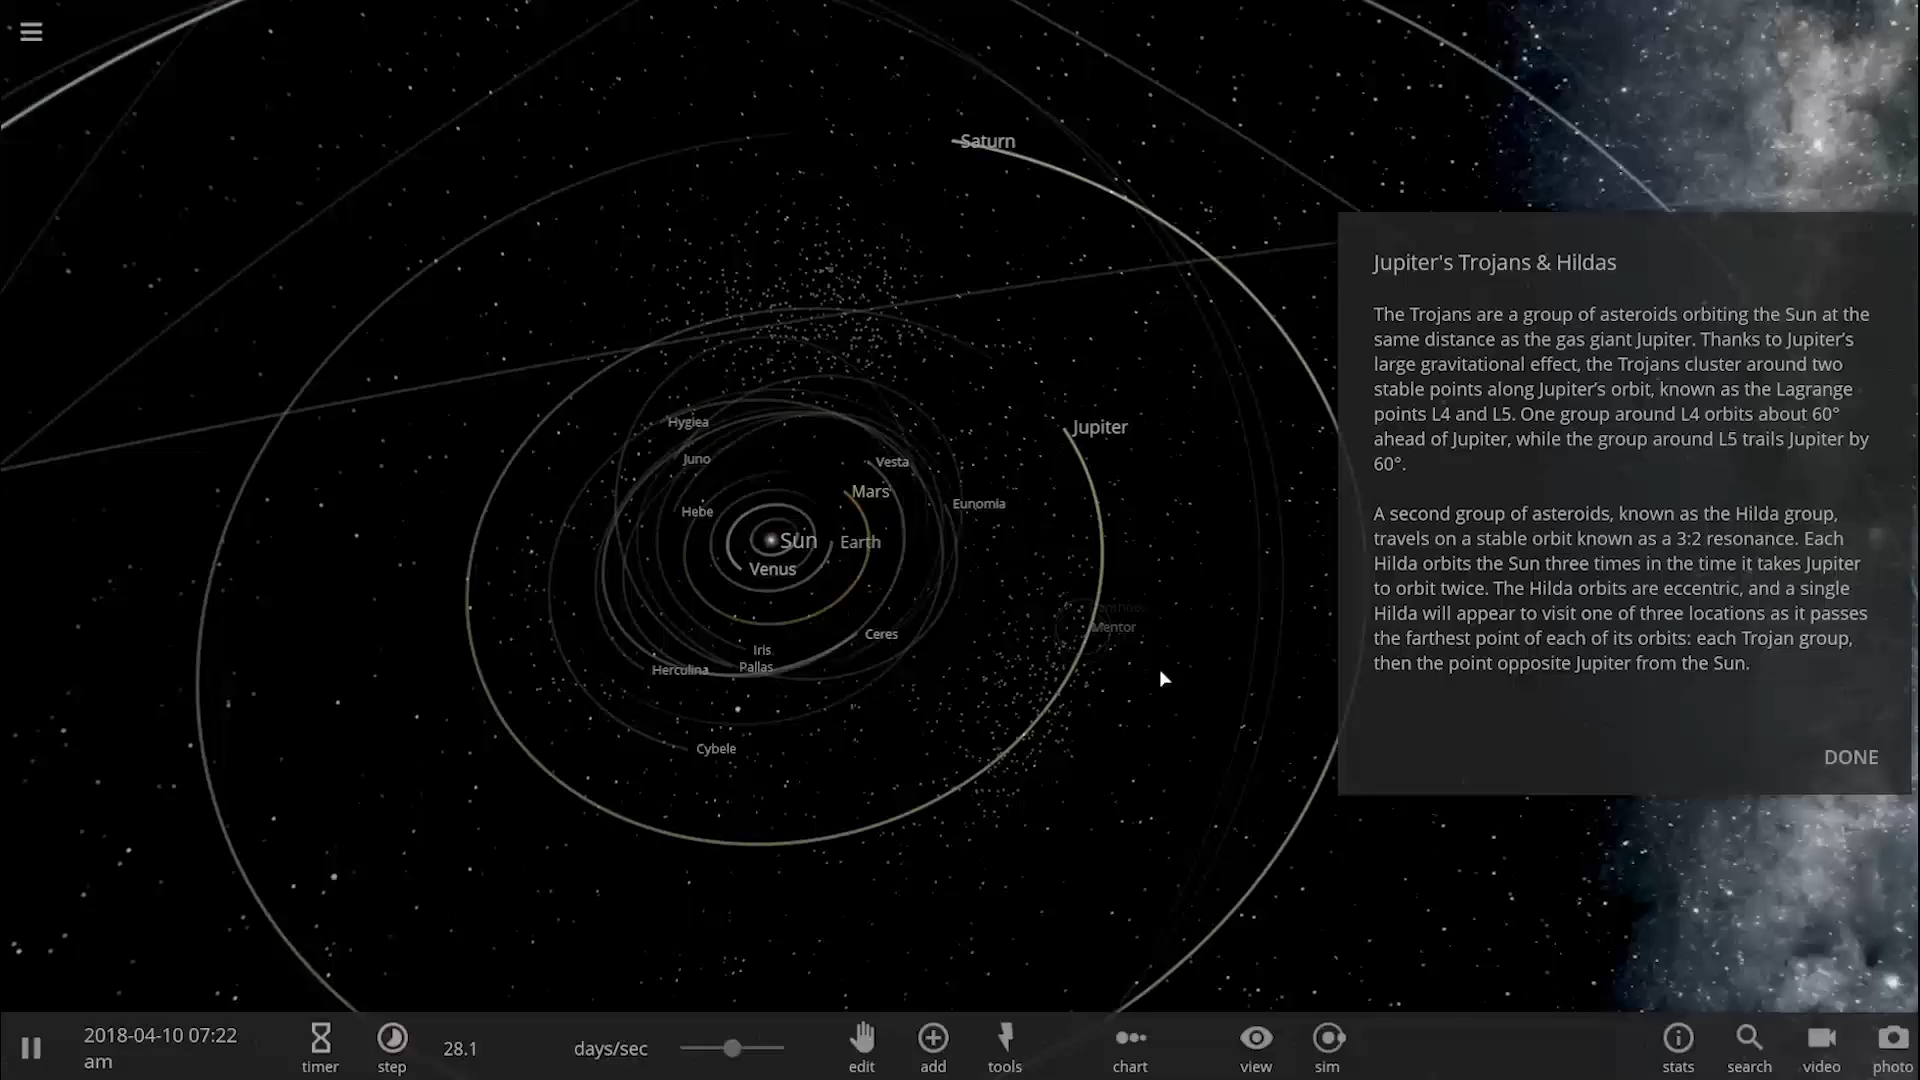 Saturn
Jupiter's Trojans & Hildas
The Trojans are a group of asteroids orbiting the Sun at the
same distance as the gas giant Jupiter. Thanks to Jupiter's
large gravitational effect, the Trojans cluster around two
stable points along Jupiter's orbit, known as the Lagrange
points L4 and L5. One group around L4 orbits about 60°
ahead of Jupiter, while the group around L5 trails Jupiter by
60°.
A second group of asteroids, known as the Hilda group,
travels on a stable orbit known as a 3:2 resonance. Each
Hilda orbits the Sun three times in the time it takes Jupiter
to orbit twice. The Hilda orbits are eccentric, and a single
Hilda will appear to visit one of three locations as it passes
the farthest point of each of its orbits: each Trojan group,
then the point opposite Jupiter from the Sun.
DONE
Hygiea
Jupiter
Juno
Vesta
Mars
Eunomia
Hebe
Sun
Earth
Venus
Mentor
Ceres
Iris
Pallas
Herculina
Cybele
2018-04-10 07:22
am
timer
step
28.1
days/sec
edit
add
tools
chart
view
sim
stats
search
video
photo